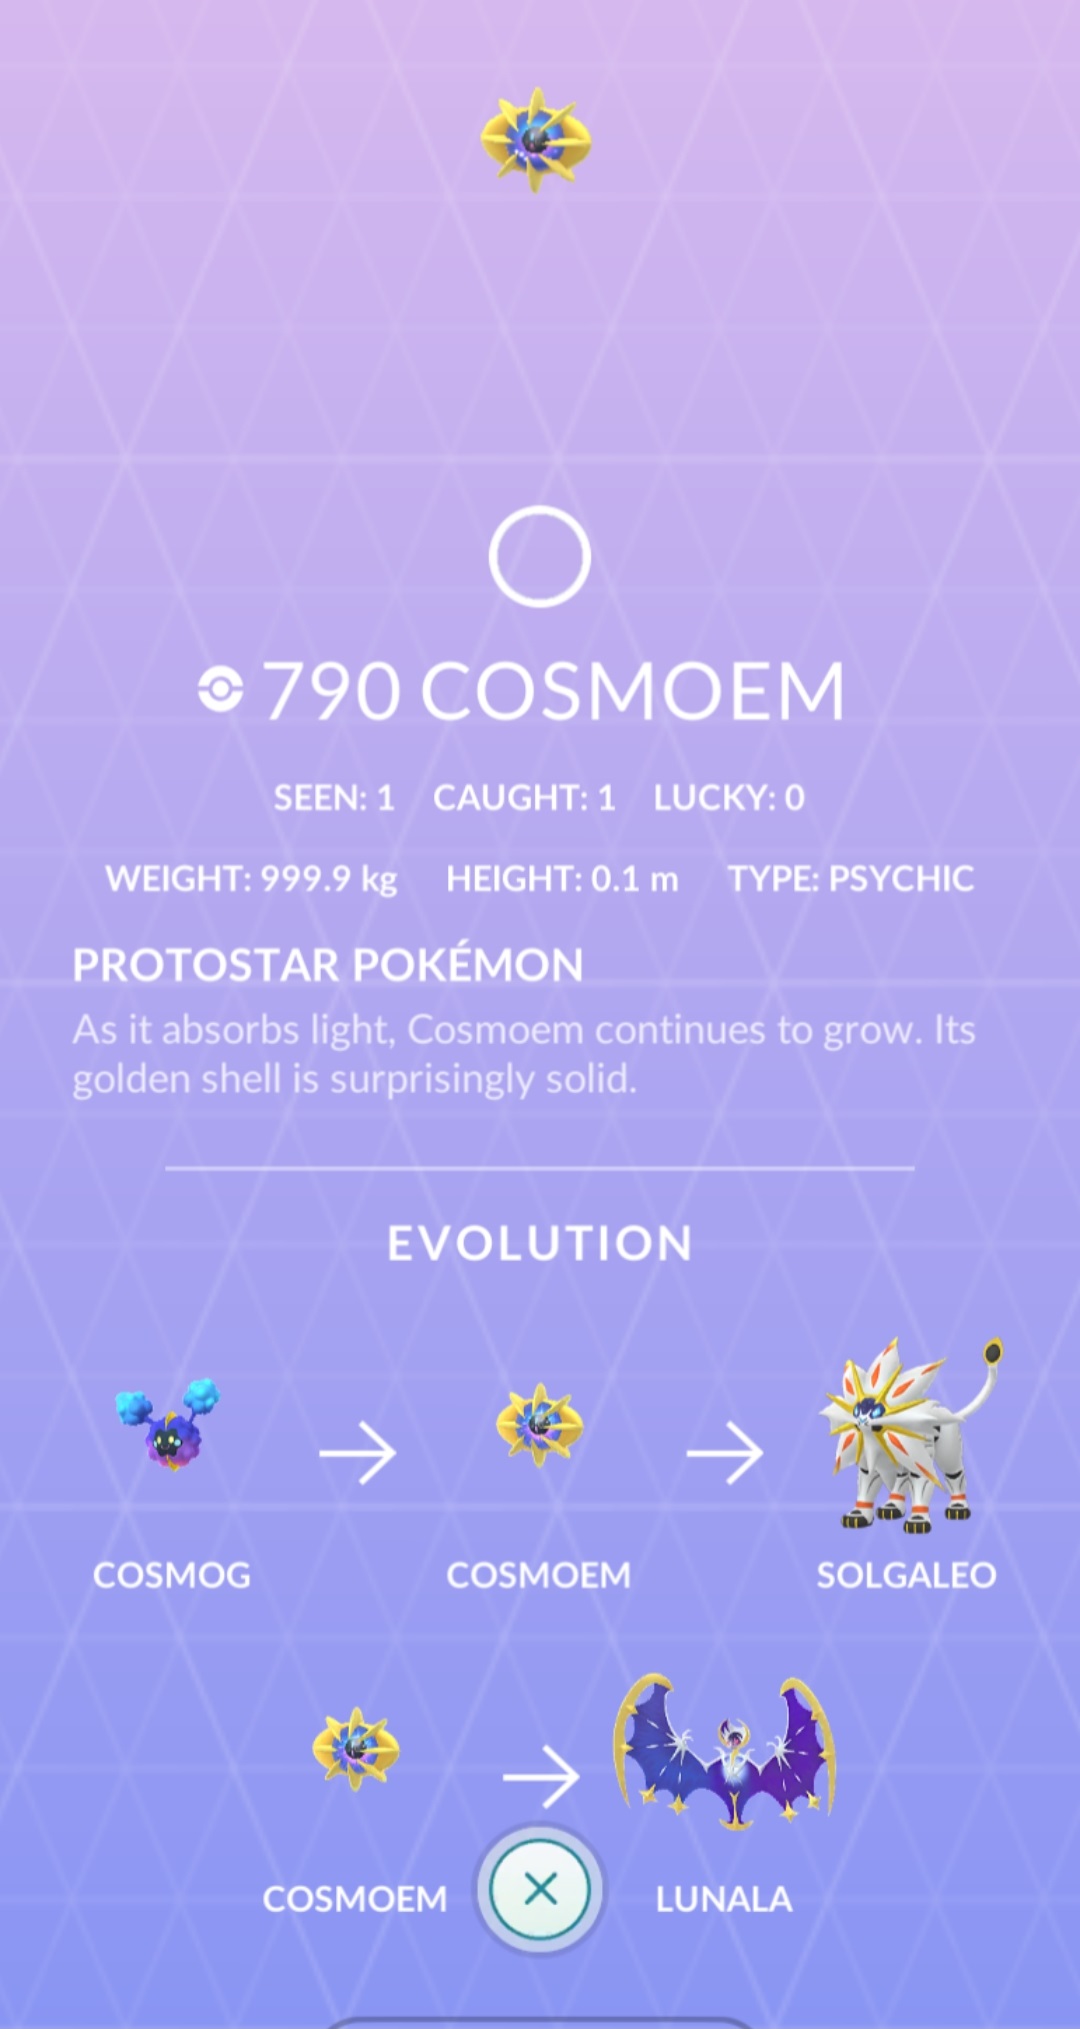 790 COSMOEM
SEEN: 1 CAUGHT: 1 LUCKY: 0
WEIGHT: 999.9 kg HEIGHT: 0.1 m TYPE: PSYCHIC
PROTOSTAR POKÉMON
As it absorbs light, Cosmoem continues to grow. Its
golden shell is surprisingly solid.
EVOLUTION
COSMOG COSMOEM SOLGALEO
COSMOEM LUNALA